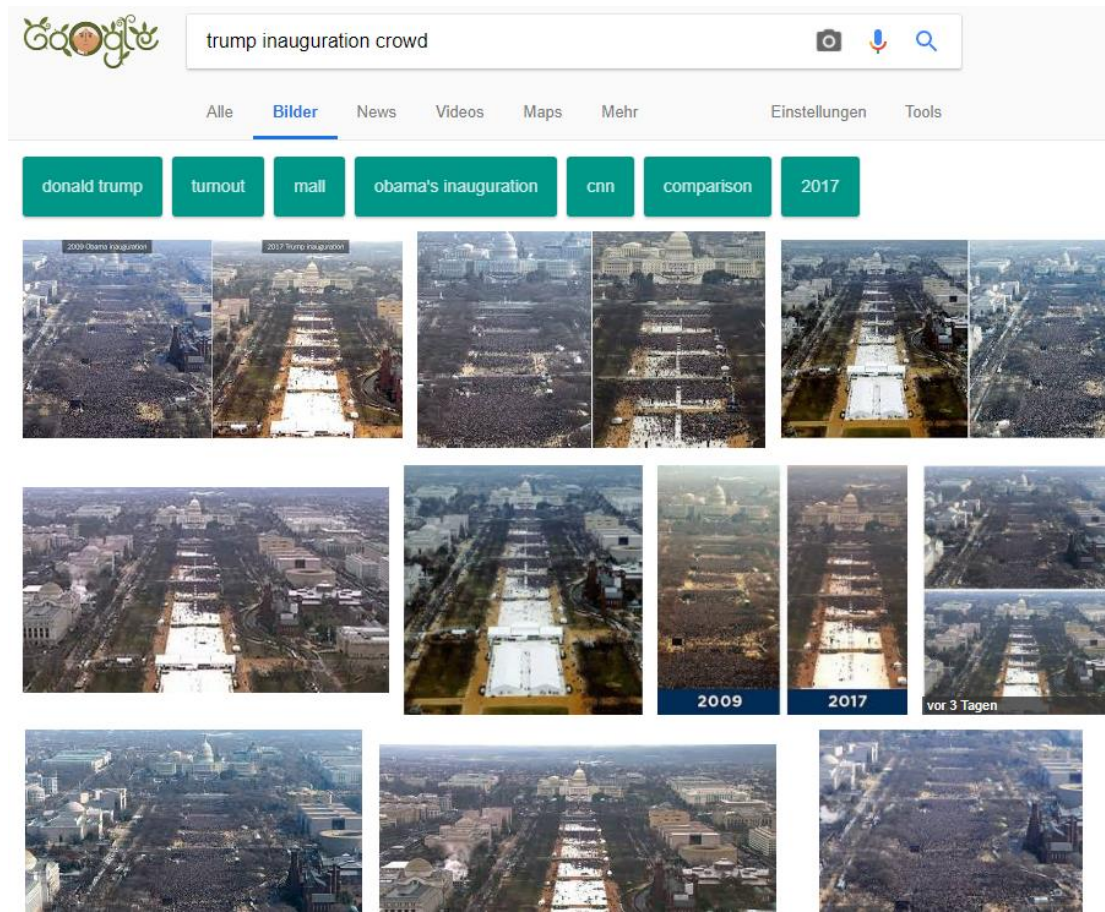 Google
trump inauguration crowd
Alle Bilder News Videos Maps Mehr Einstellungen Tools
donald trump turnout mall obama's inauguration cnn comparison 2017
2009 Obama inauguration 2017 Trump inauguration
2009 2017
vor 3 Tagen